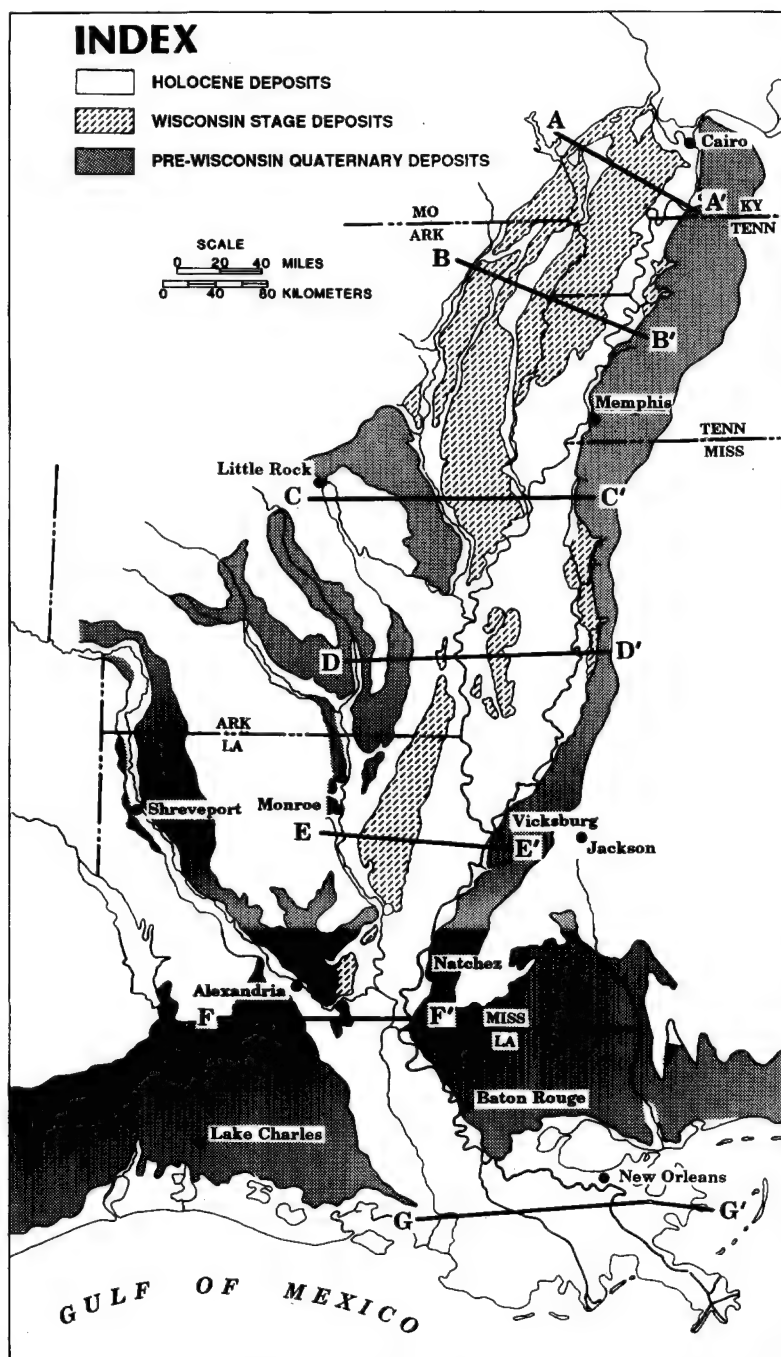 INDEX
HOLOCENE DEPOSITS
WISCONSIN STAGE DEPOSITS
PRE-WISCONSIN QUATERNARY DEPOSITS
A
Cairo
A'
MO
KY
ARK
TENN
SCALE
0 20 40 MILES
0 40 80 KILOMETERS
B
B'
Memphis
TENN
MISS
Little Rock
C
C'
D
D'
ARK
LA
Shreveport
Monroe
Vicksburg
E
E'
Jackson
Natchez
Alexandria
F
F'
MISS
LA
Baton Rouge
Lake Charles
New Orleans
G
G'
GULF OF MEXICO